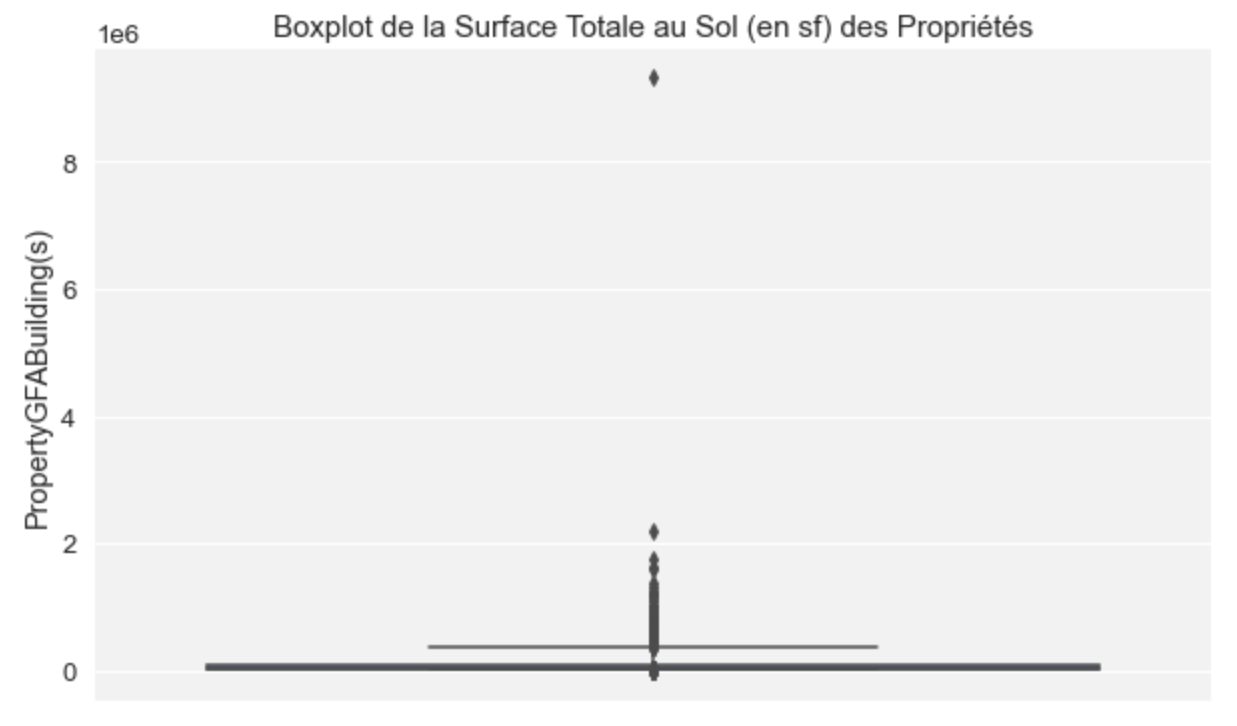 Boxplot de la Surface Totale au Sol (en sf) des Propriétés
1e6
8
6
4
2
0
PropertyGFABuilding(s)